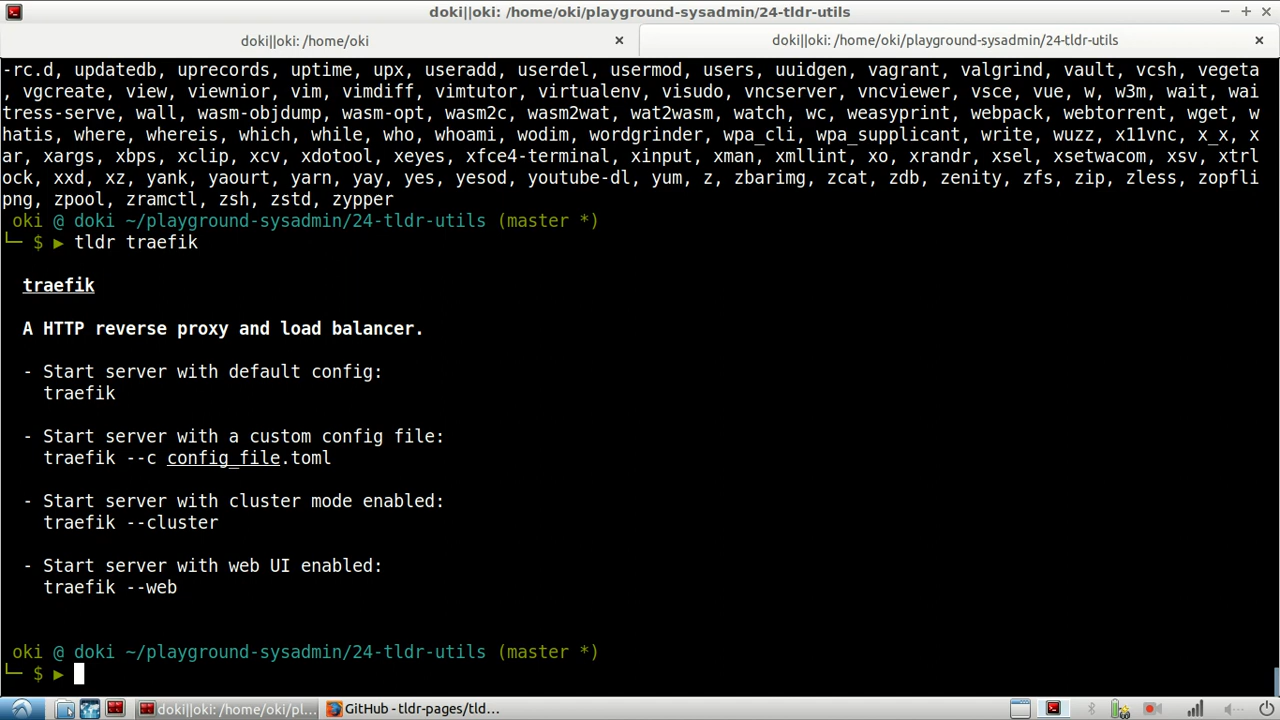 doki||oki: /home/oki/playground-sysadmin/24-tldr-utils
doki||oki: /home/oki
doki||oki: /home/oki/playground-sysadmin/24-tldr-utils
-rc.d, updatedb, uprecords, uptime, upx, useradd, userdel, usermod, users, uuidgen, vagrant, valgrind, vault, vcsh, vegeta
, vgcreate, view, viewnior, vim, vimdiff, vimtutor, virtualenv, visudo, vncserver, vncviewer, vsce, vue, w, w3m, wait, wai
tress-serve, wall, wasm-objdump, wasm-opt, wasm2c, wasm2wat, wat2wasm, watch, wc, weasyprint, webpack, webtorrent, wget, w
hatis, where, whereis, which, while, who, whoami, wodim, wordgrinder, wpa_cli, wpa_supplicant, write, wuzz, x11vnc, x_x, x
ar, xargs, xbps, xclip, xcv, xdotool, xeyes, xfce4-terminal, xinput, xman, xmllint, xo, xrandr, xsel, xsetwacom, xsv, xtrl
ock, xxd, xz, yank, yaourt, yarn, yay, yes, yesod, youtube-dl, yum, z, zbarimg, zcat, zdb, zenity, zfs, zip, zless, zopfli
png, zpool, zramctl, zsh, zstd, zypper
oki @ doki ~/playground-sysadmin/24-tldr-utils (master *)
└─ $ ▶ tldr traefik
traefik
A HTTP reverse proxy and load balancer.
- Start server with default config:
traefik
- Start server with a custom config file:
traefik --c config_file.toml
- Start server with cluster mode enabled:
traefik --cluster
- Start server with web UI enabled:
traefik --web
oki @ doki ~/playground-sysadmin/24-tldr-utils (master *)
└─ $ ▶
doki||oki: /home/oki/pl... GitHub - tldr-pages/tld...